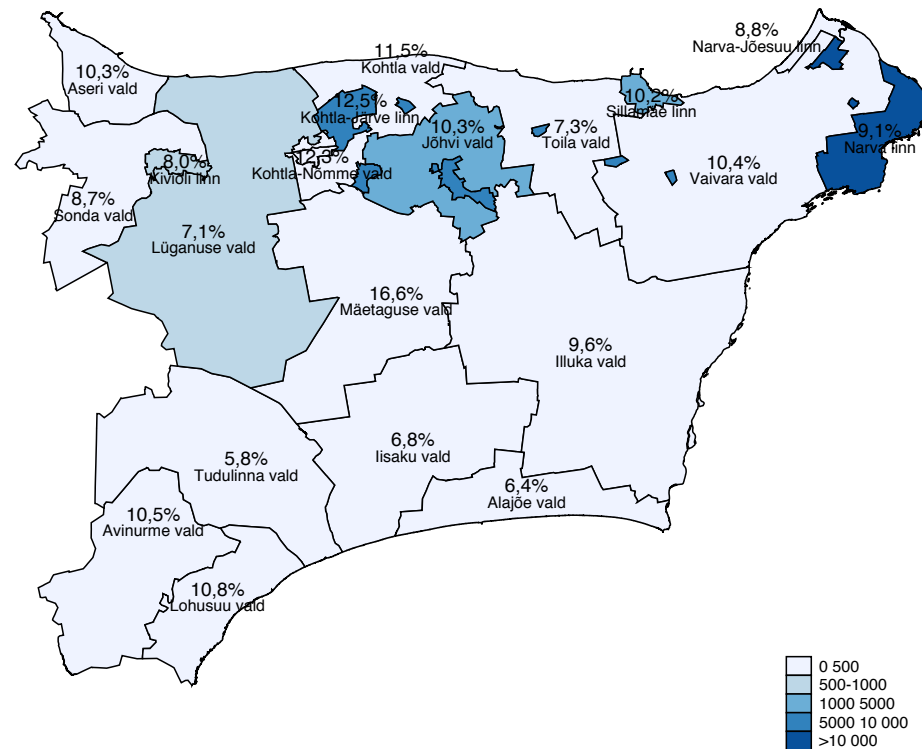 8,8%
Narva-Jõesuu linn
11,5%
Kohtla vald
10,3%
Aseri vald
12,5%
Kohtla-Järve linn
10,2%
Sillamäe linn
10,3%
Jõhvi vald
7,3%
Toila vald
9,1%
Narva linn
8,0%
Kiviõli linn
12,3%
Kohtla-Nõmme vald
10,4%
Vaivara vald
8,7%
Sonda vald
7,1%
Lüganuse vald
16,6%
Mäetaguse vald
9,6%
Illuka vald
6,8%
Iisaku vald
5,8%
Tudulinna vald
6,4%
Alajõe vald
10,5%
Avinurme vald
10,8%
Lohusuu vald
0 500
500-1000
1000 5000
5000 10 000
>10 000